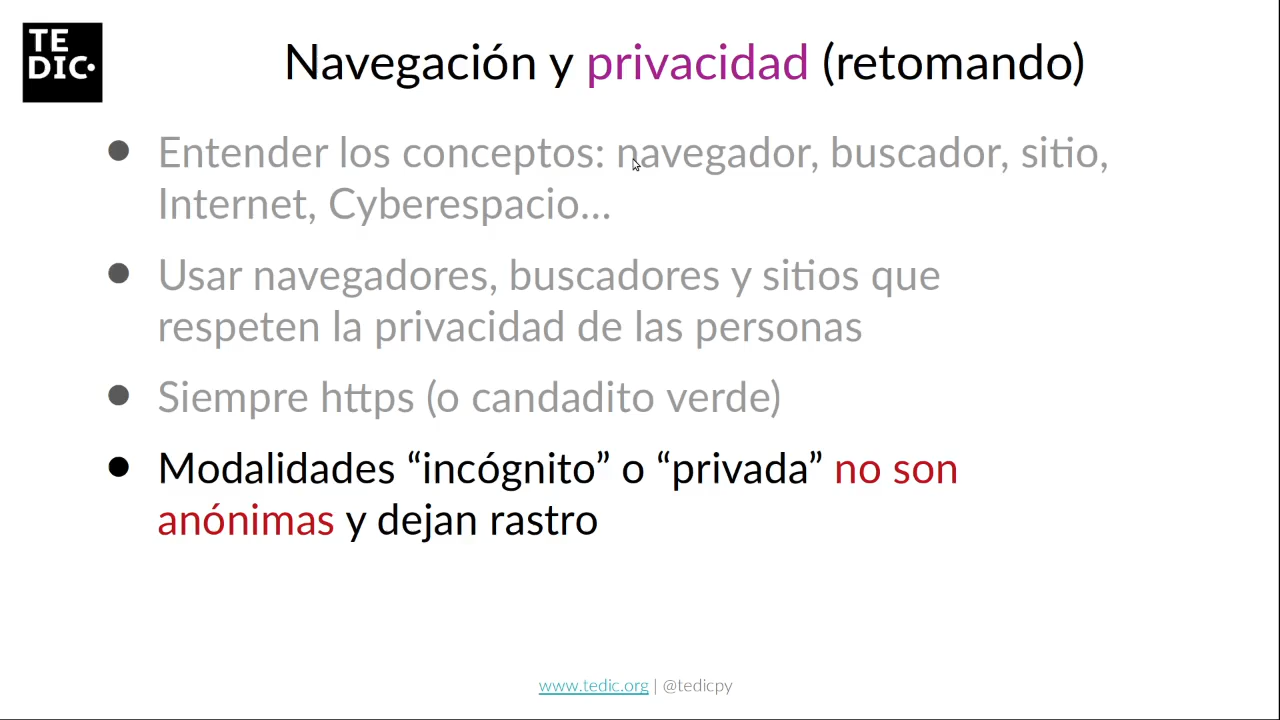 TE
DIC
Navegación y privacidad (retomando)
● Entender los conceptos: navegador, buscador, sitio,
Internet, Cyberespacio...
● Usar navegadores, buscadores y sitios que
respeten la privacidad de las personas
● Siempre https (o candadito verde)
● Modalidades “incógnito” o “privada” no son
anónimas y dejan rastro
www.tedic.org | @tedicpy